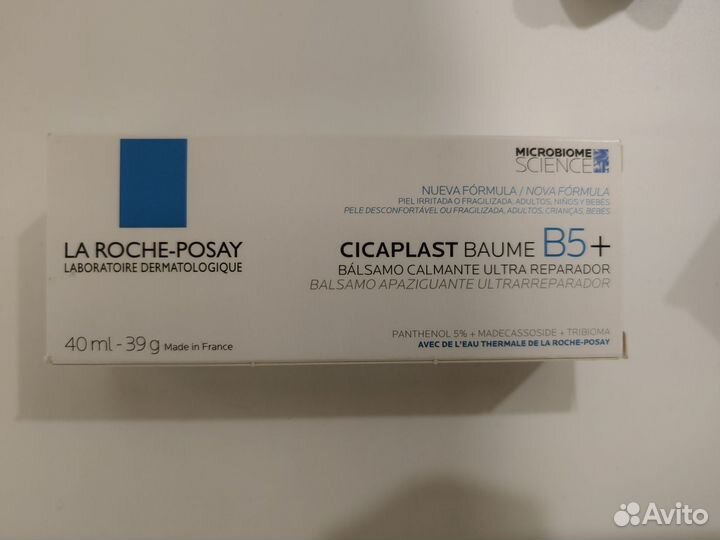 LA ROCHE-POSAY
LABORATOIRE DERMATOLOGIQUE
40 ml - 39 g Made in France
MICROBIOME
SCIENCE
NUEVA FÓRMULA / NOVA FÓRMULA
PIEL IRRITADA O FRAGILIZADA, ADULTOS, NIÑOS Y BEBÉS
PELE DESCONFORTÁVEL OU FRAGILIZADA, ADULTOS, CRIANÇAS, BEBÉS
CICAPLAST BAUME B5+
BÁLSAMO CALMANTE ULTRA REPARADOR
BALSAMO APAZIGUANTE ULTRARREPARADOR
PANTHENOL 5% + MADECASSOSIDE + TRIBIOMA
AVEC DE L'EAU THERMALE DE LA ROCHE-POSAY
Avito